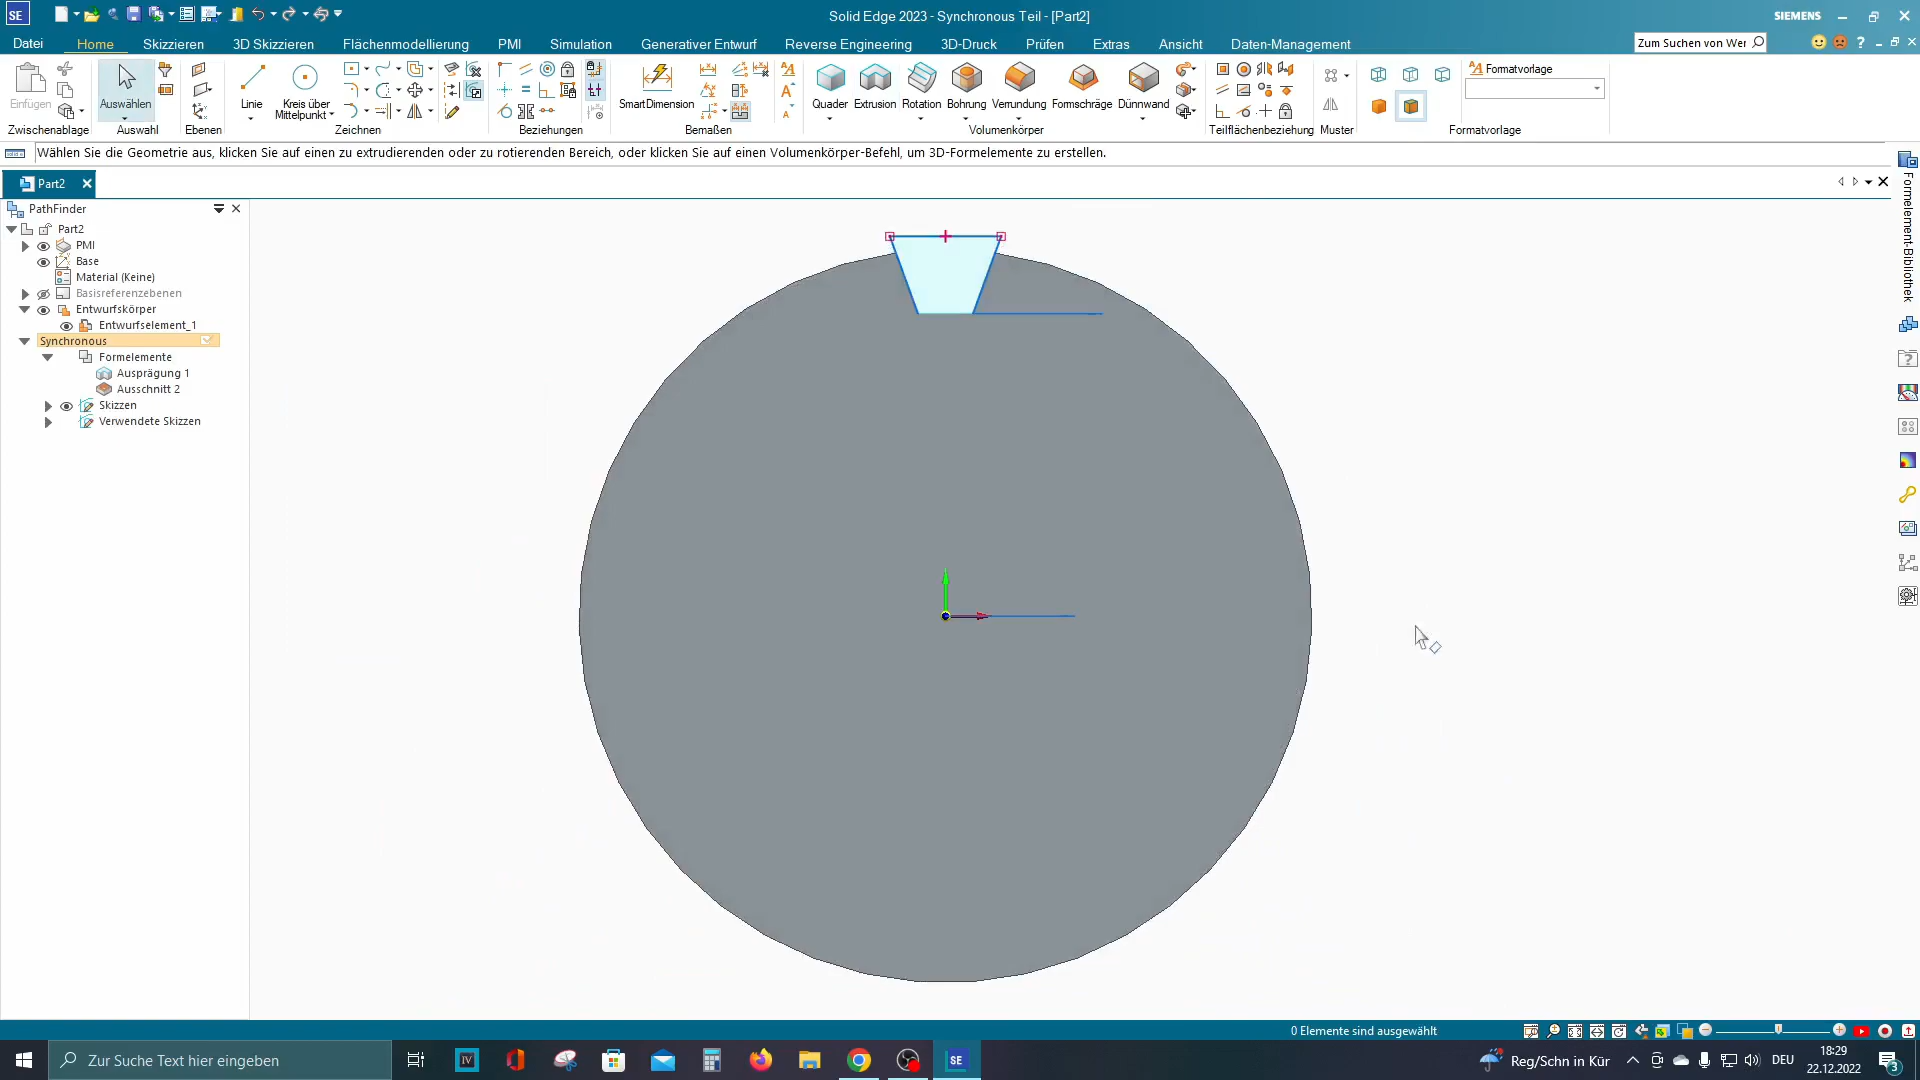 SE
Solid Edge 2023 - Synchronous Teil - [Part2]
SIEMENS
Datei
Home
Skizzieren
3D Skizzieren
Flächenmodellierung
PMI
Simulation
Generativer Entwurf
Reverse Engineering
3D-Druck
Prüfen
Extras
Ansicht
Daten-Management
Zum Suchen von Wer
Einfügen
Auswählen
Linie
Kreis über
Mittelpunkt
SmartDimension
Quader
Extrusion
Rotation
Bohrung
Verrundung
Formschräge
Dünnwand
Formatvorlage
Zwischenablage
Auswahl
Ebenen
Zeichnen
Beziehungen
Bemaßen
Volumenkörper
Teilflächenbeziehung
Muster
Formatvorlage
Wählen Sie die Geometrie aus, klicken Sie auf einen zu extrudierenden oder zu rotierenden Bereich, oder klicken Sie auf einen Volumenkörper-Befehl, um 3D-Formelemente zu erstellen.
Part2
PathFinder
Part2
PMI
Base
Material (Keine)
Basisreferenzebenen
Entwurfskörper
Entwurfselement_1
Synchronous
Formelemente
Ausprägung 1
Ausschnitt 2
Skizzen
Verwendete Skizzen
Formelement-Bibliothek
0 Elemente sind ausgewählt
Zur Suche Text hier eingeben
IV
SE
Reg/Schn in Kür
DEU
18:29
22.12.2022
3